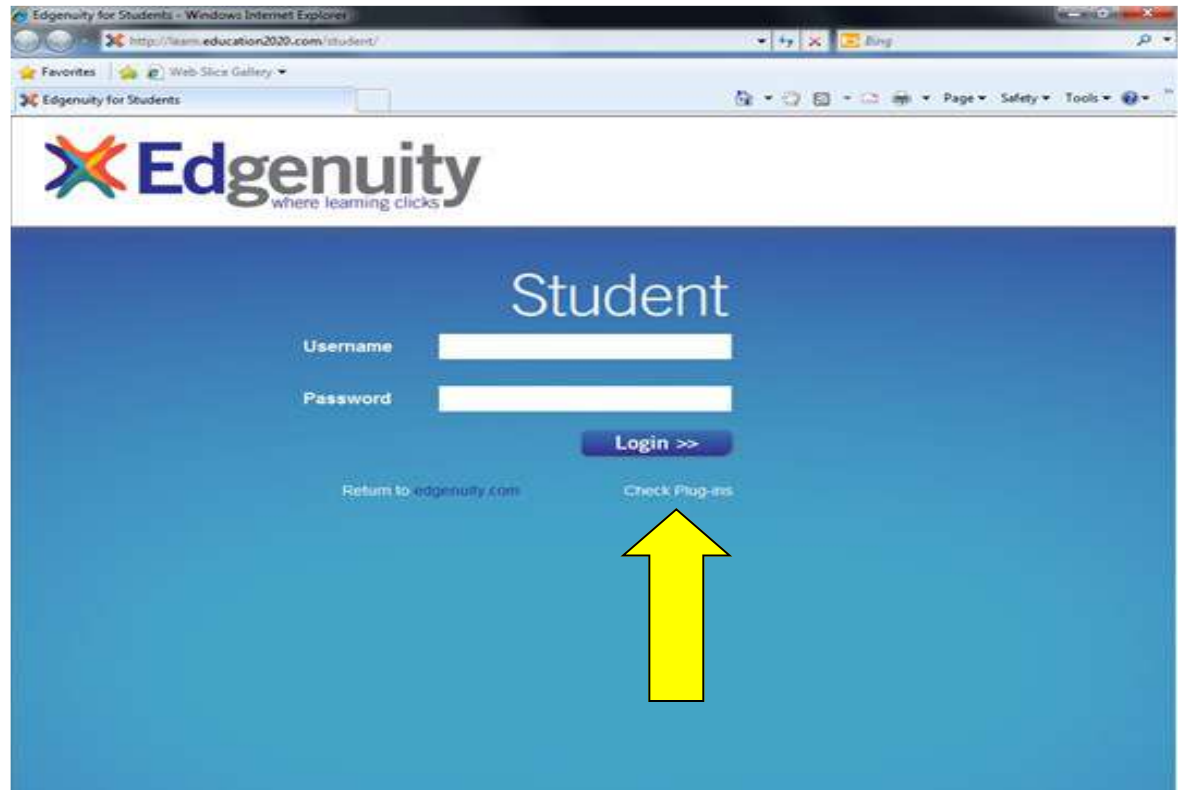 Edgenuity for Students - Windows Internet Explorer
http://learn.education2020.com/student/
Bing
Favorites Web Slice Gallery
Edgenuity for Students
Page Safety Tools
Edgenuity
where learning clicks
Student
Username
Password
Login >>
Return to edgenuity.com Check Plug-ins